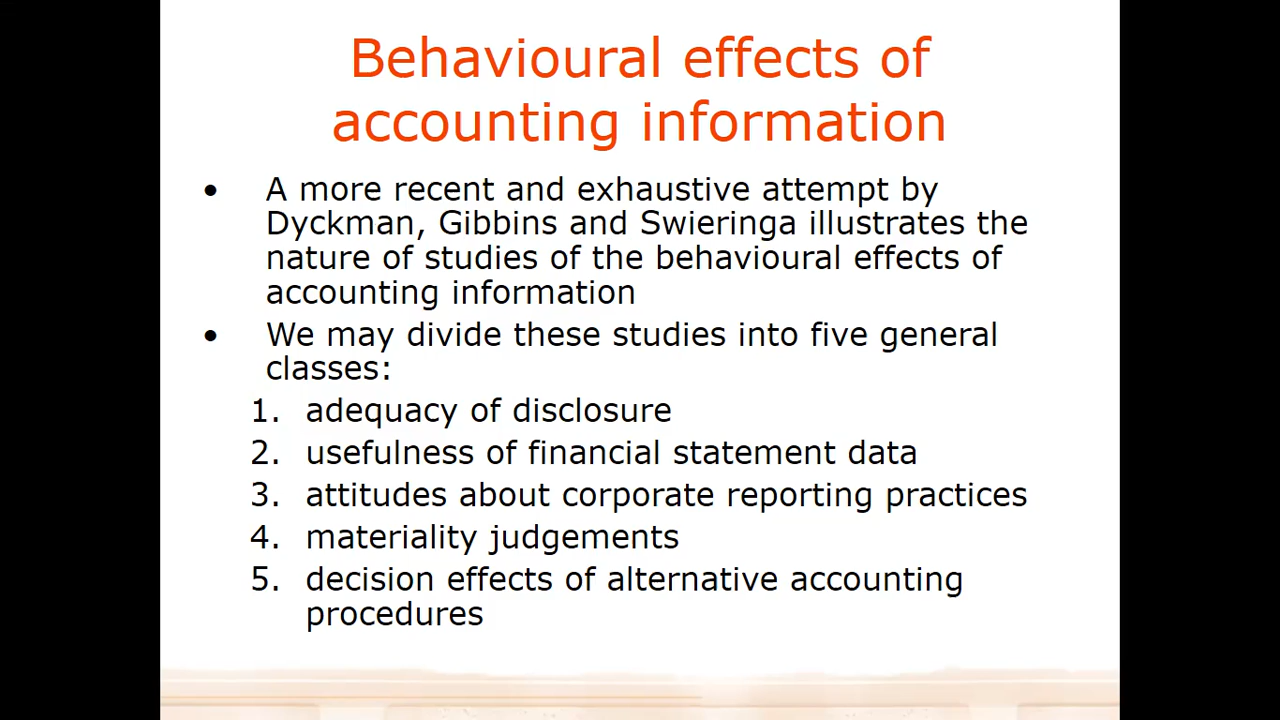 Behavioural effects of
accounting information
• A more recent and exhaustive attempt by
Dyckman, Gibbins and Swieringa illustrates the
nature of studies of the behavioural effects of
accounting information
• We may divide these studies into five general
classes:
1. adequacy of disclosure
2. usefulness of financial statement data
3. attitudes about corporate reporting practices
4. materiality judgements
5. decision effects of alternative accounting
procedures